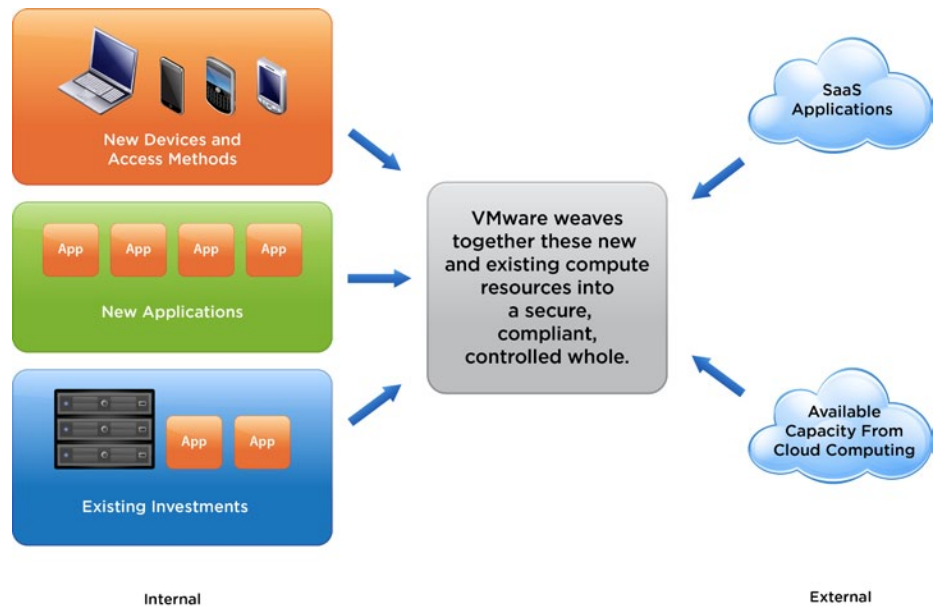 New Devices and
Access Methods
App
App
App
App
New Applications
App
App
Existing Investments
Internal
VMware weaves
together these new
and existing compute
resources into
a secure,
compliant,
controlled whole.
SaaS
Applications
Available
Capacity From
Cloud Computing
External